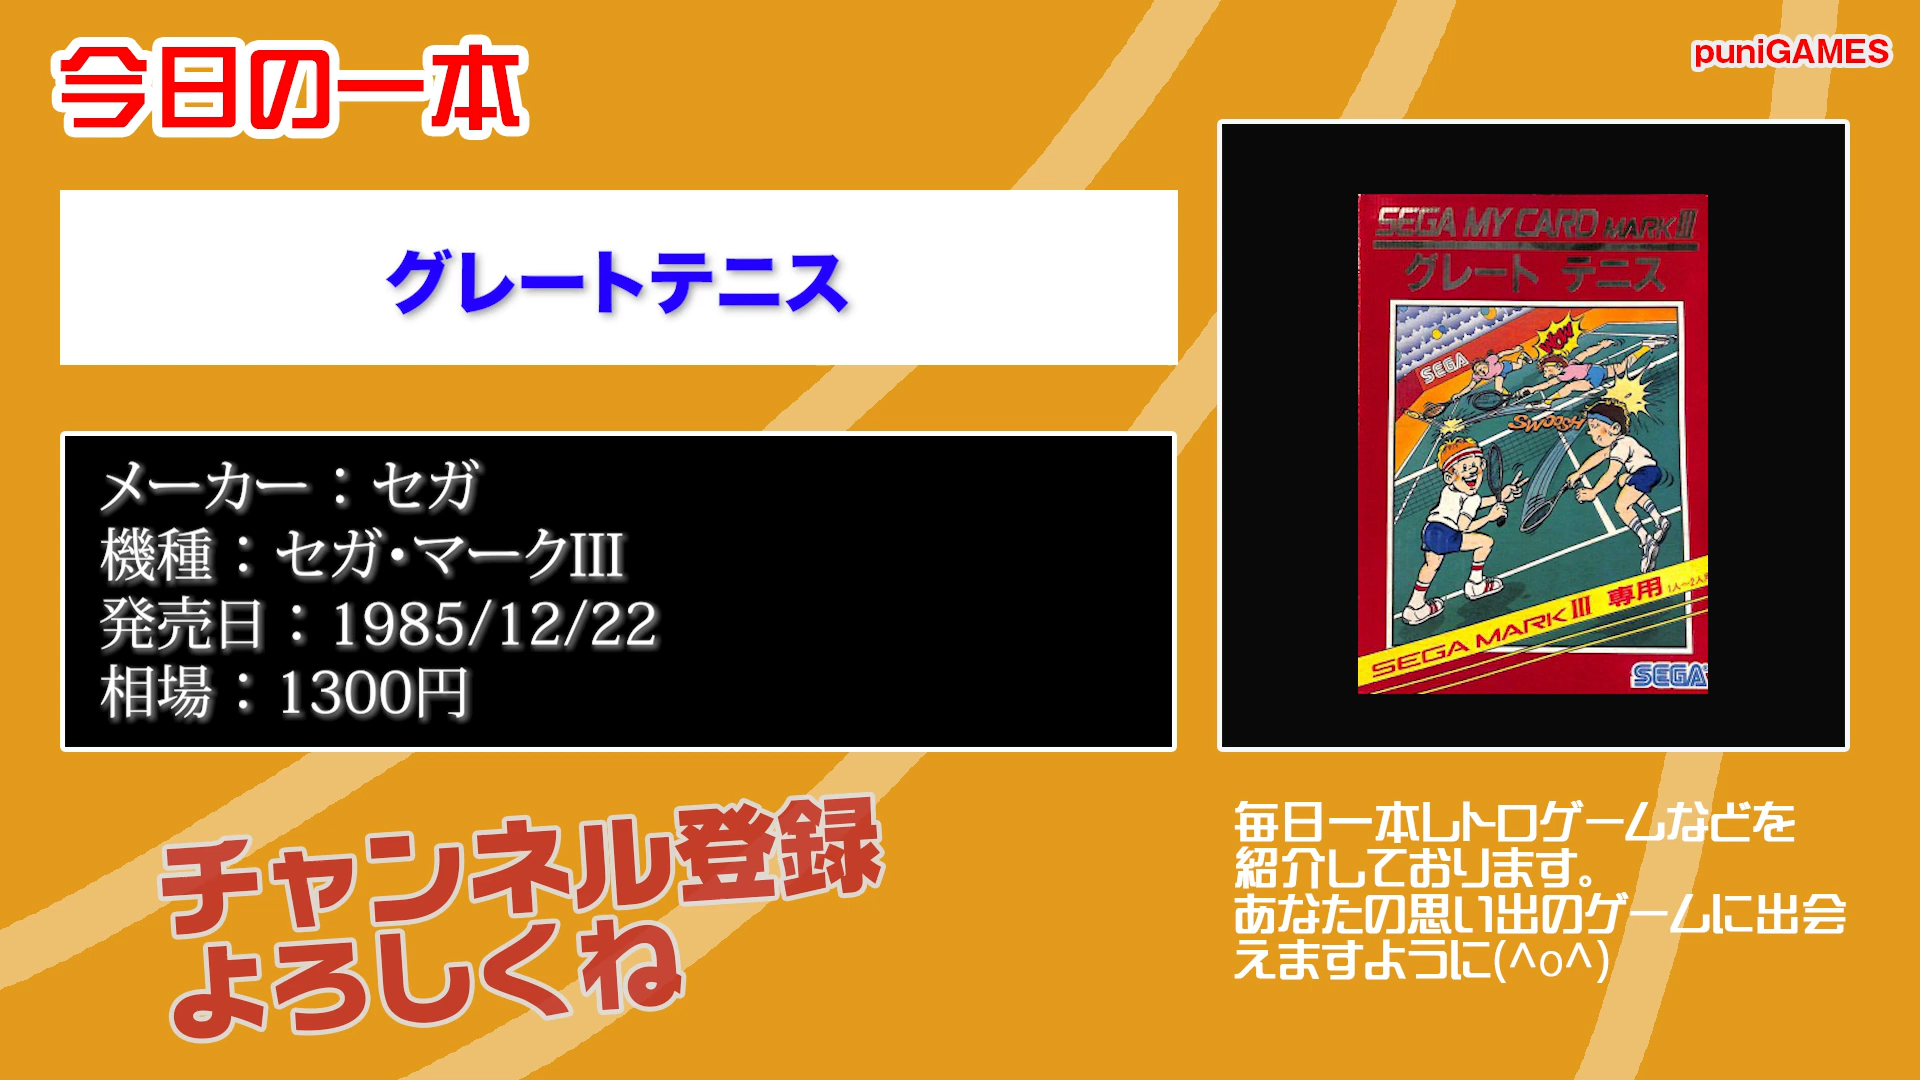 今日の一本
puniGAMES
グレートテニス
メーカー：セガ
機種：セガ・マークIII
発売日：1985/12/22
相場：1300円
SEGA MY CARD MARK III
グレート テニス
WOW
SEGA
SWOOSH
SEGA MARK III 専用 1人〜2人用
SEGA
チャンネル登録
よろしくね
毎日一本レトロゲームなどを
紹介しております。
あなたの思い出のゲームに出会
えますように(^o^)